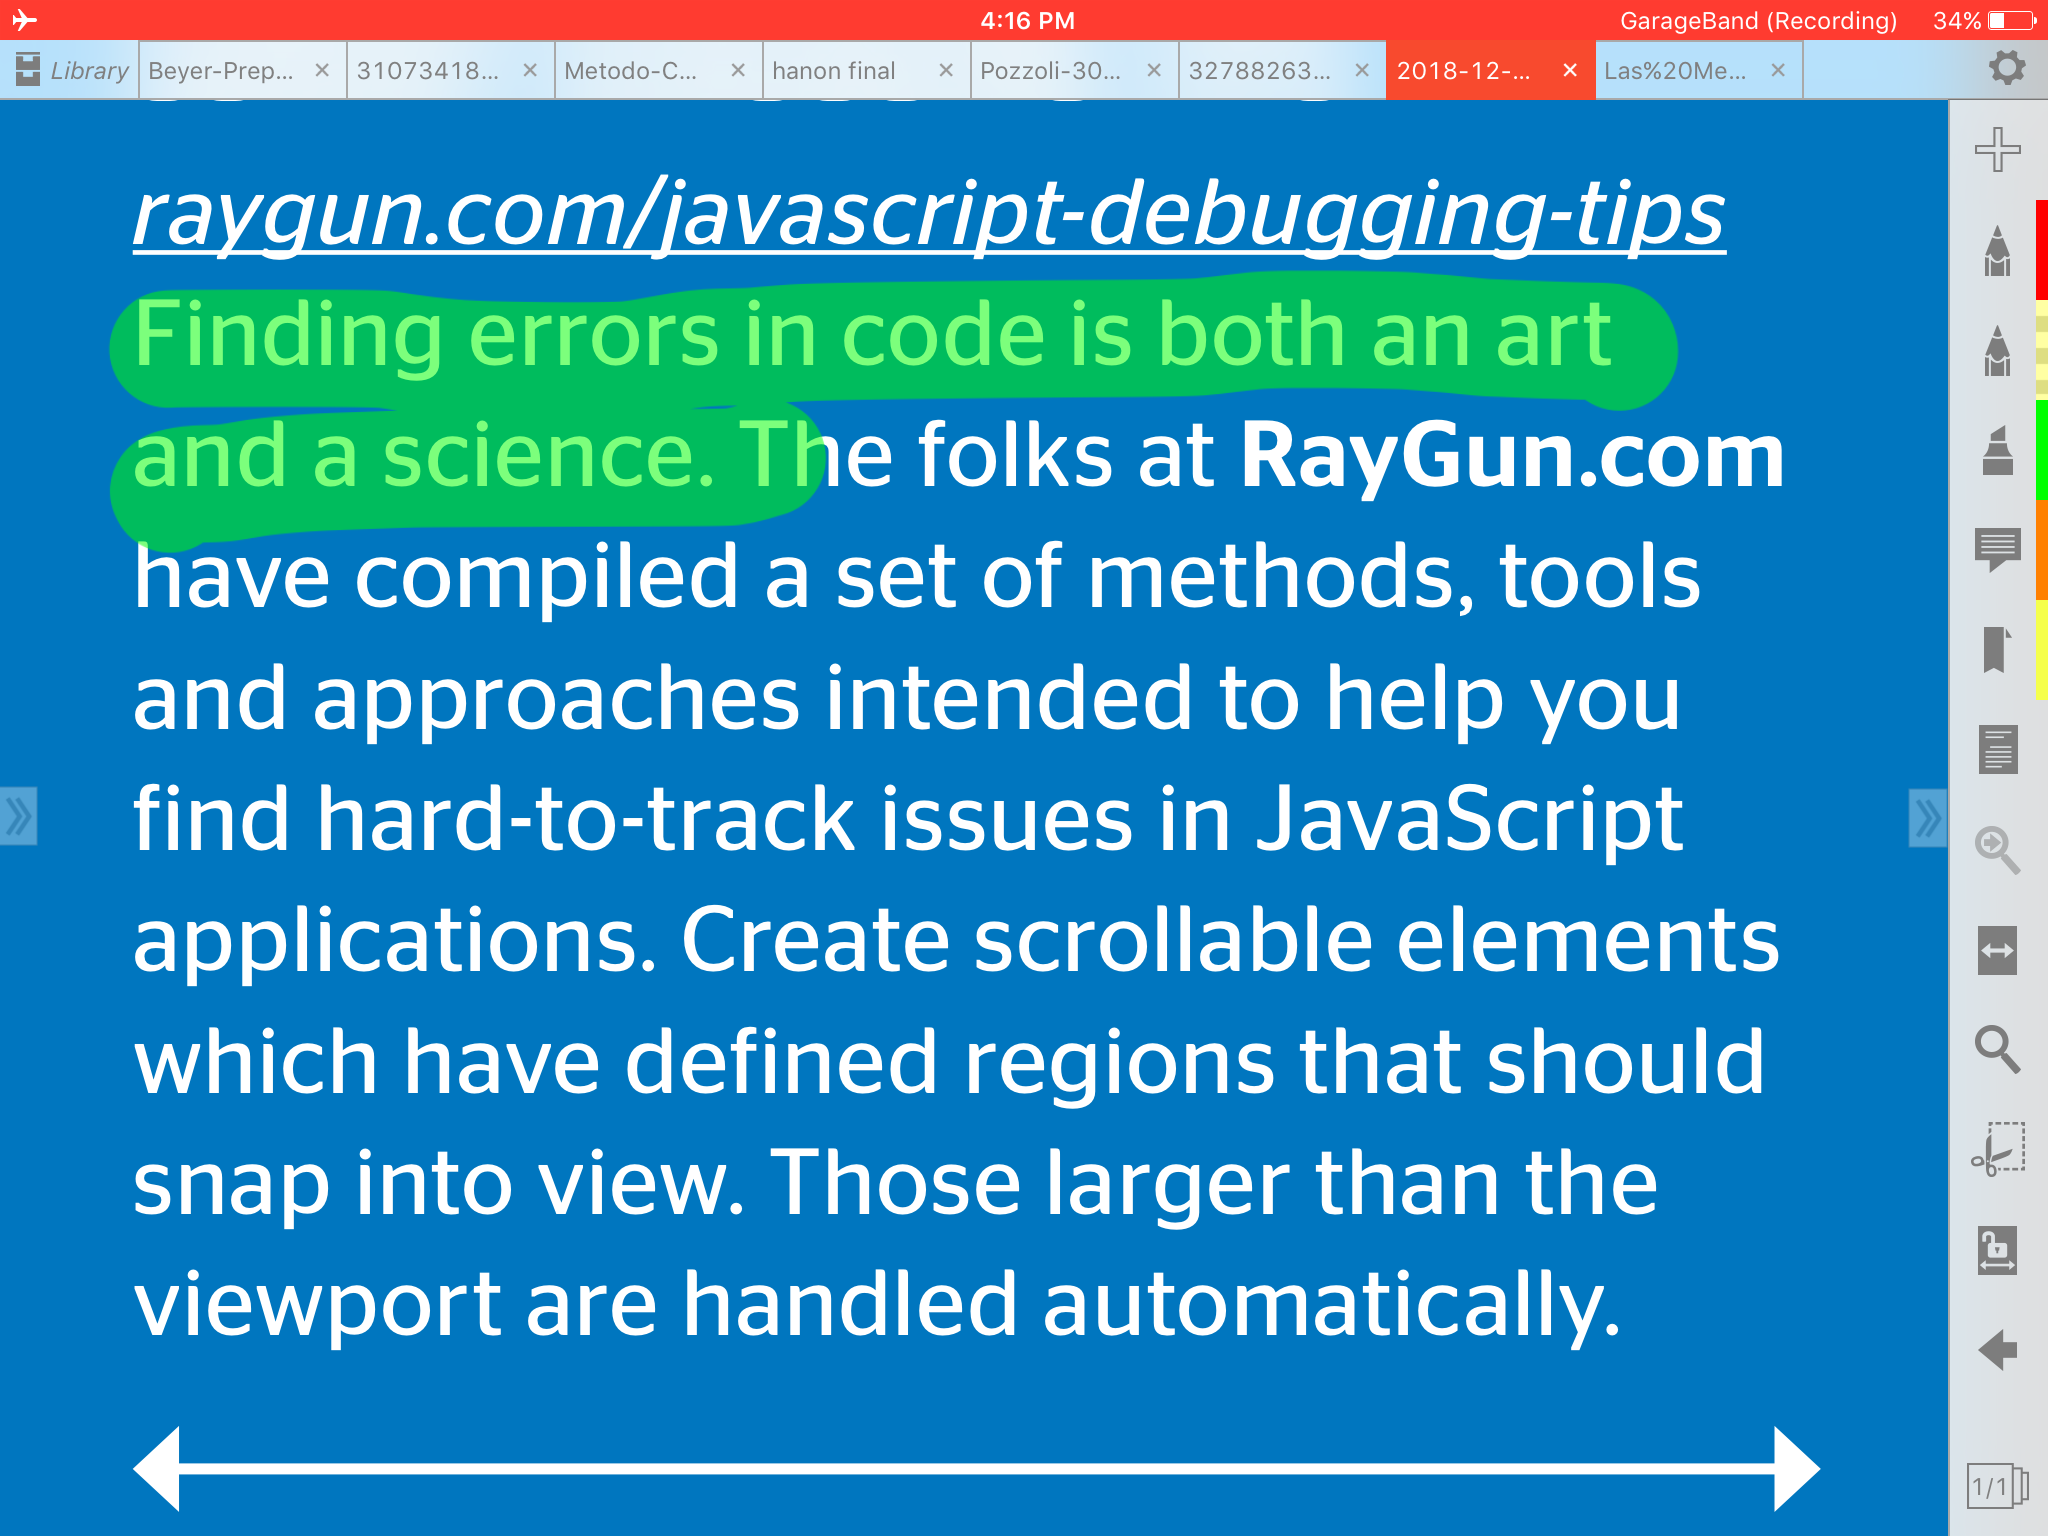 4:16 PM
GarageBand (Recording)
34%
Library
Beyer-Prep...
31073418...
Metodo-C...
hanon final
Pozzoli-30...
32788263...
2018-12-...
Las%20Me...
raygun.com/javascript-debugging-tips
Finding errors in code is both an art
and a science. The folks at RayGun.com
have compiled a set of methods, tools
and approaches intended to help you
find hard-to-track issues in JavaScript
applications. Create scrollable elements
which have defined regions that should
snap into view. Those larger than the
viewport are handled automatically.
1/1